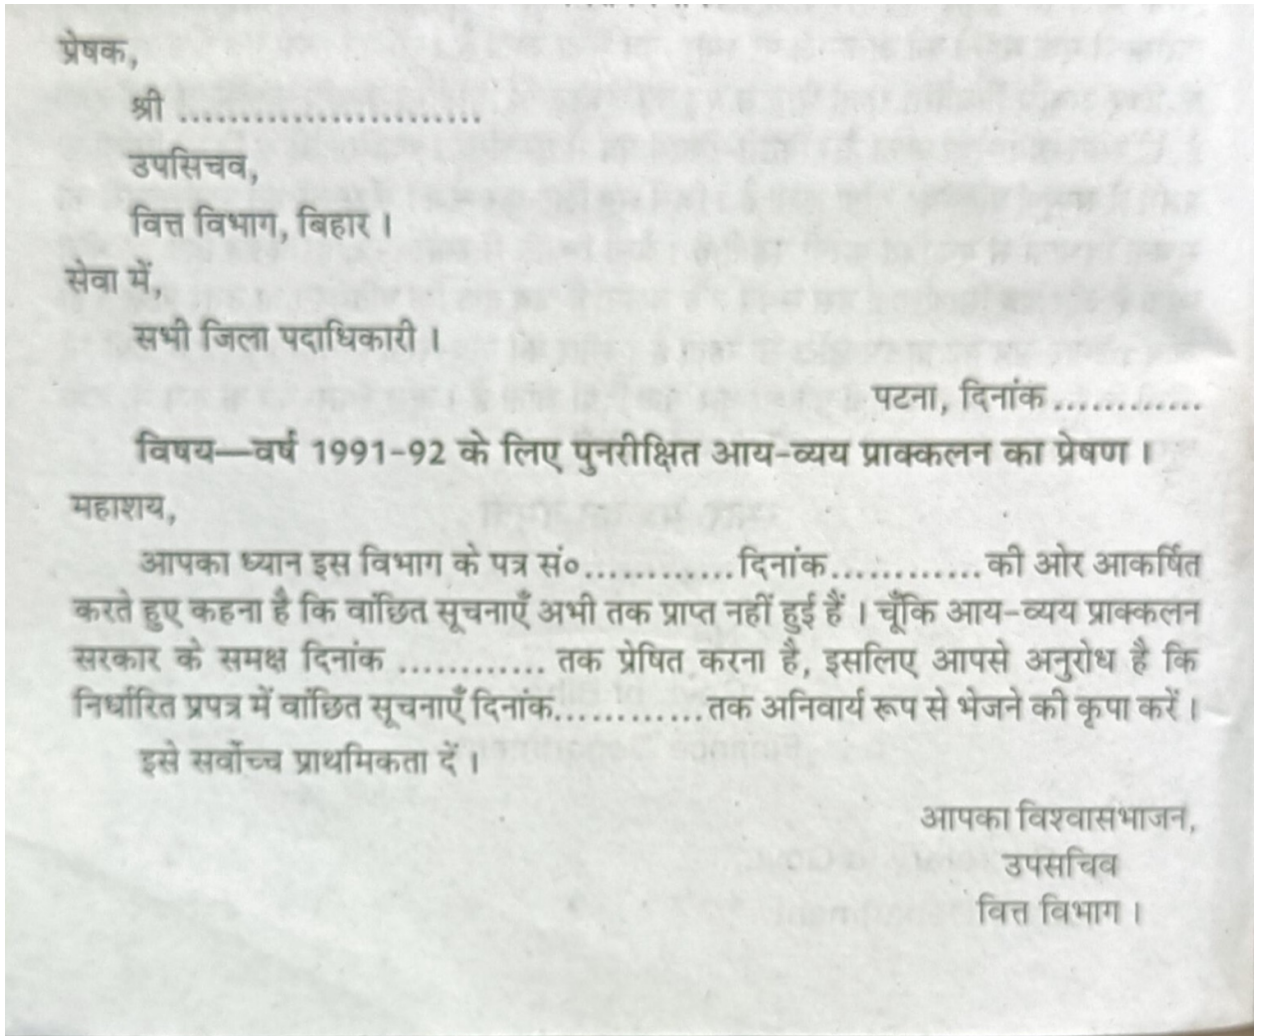 प्रेषक,
श्री ........................
उपसिचव,
वित्त विभाग, बिहार ।
सेवा में,
सभी जिला पदाधिकारी ।
पटना, दिनांक ............
विषय—वर्ष 1991-92 के लिए पुनरीक्षित आय-व्यय प्राक्कलन का प्रेषण ।
महाशय,
आपका ध्यान इस विभाग के पत्र सं०............दिनांक............की ओर आकर्षित
करते हुए कहना है कि वांछित सूचनाएँ अभी तक प्राप्त नहीं हुई हैं । चूँकि आय-व्यय प्राक्कलन
सरकार के समक्ष दिनांक ............ तक प्रेषित करना है, इसलिए आपसे अनुरोध है कि
निर्धारित प्रपत्र में वांछित सूचनाएँ दिनांक............तक अनिवार्य रूप से भेजने की कृपा करें ।
इसे सर्वोच्च प्राथमिकता दें ।
आपका विश्वासभाजन,
उपसचिव
वित्त विभाग ।